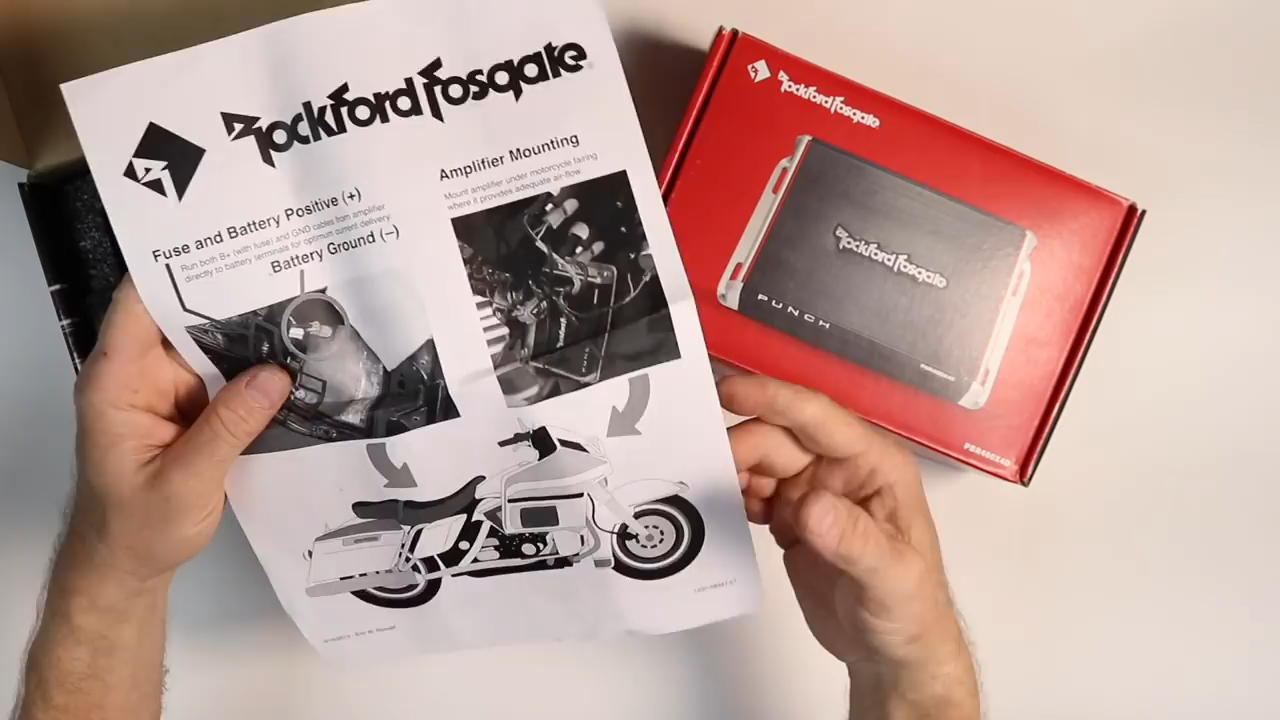 Rockford Fosgate
Amplifier Mounting
Mount amplifier under motorcycle fairing
where it provides adequate air-flow.
Fuse and Battery Positive (+)
Run both B+ (with fuse) and GND cables from amplifier
directly to battery terminals for optimum current delivery.
Battery Ground (–)
Rockford Fosgate
Rockford Fosgate
PUNCH
PBR400X4D